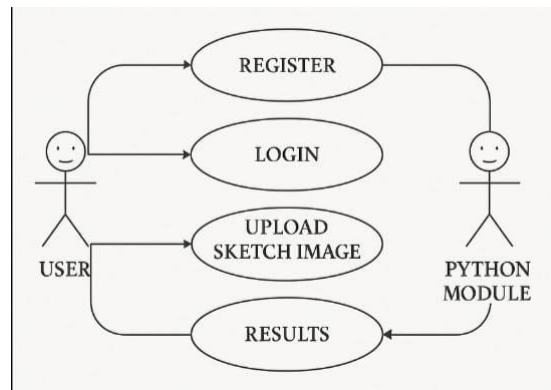 REGISTER
LOGIN
UPLOAD
SKETCH IMAGE
USER
PYTHON
MODULE
RESULTS